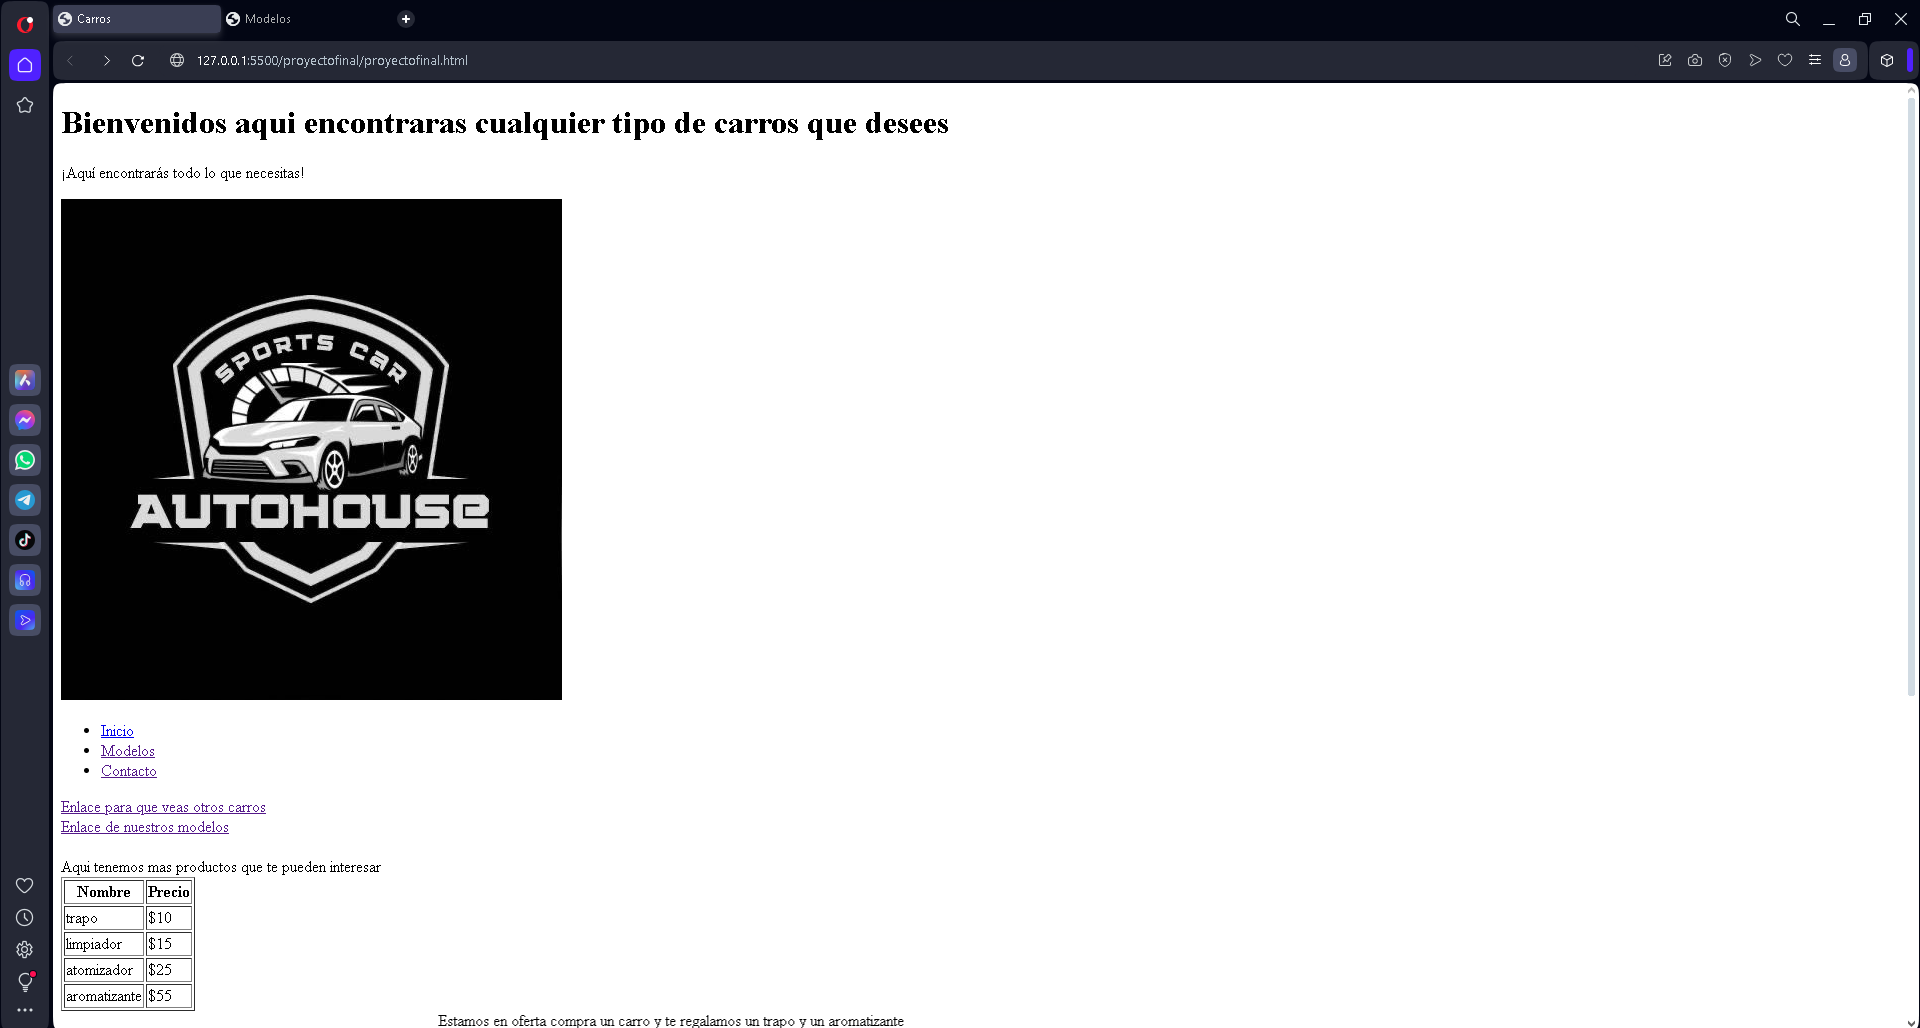 Carros
Modelos
127.0.0.1:5500/proyectofinal/proyectofinal.html
Bienvenidos aqui encontraras cualquier tipo de carros que desees
¡Aquí encontrarás todo lo que necesitas!
SPORTS CAR
AUTOHOUSE
Inicio
Modelos
Contacto
Enlace para que veas otros carros
Enlace de nuestros modelos
Aqui tenemos mas productos que te pueden interesar
Nombre Precio
trapo $10
limpiador $15
atomizador $25
aromatizante $55
Estamos en oferta compra un carro y te regalamos un trapo y un aromatizante